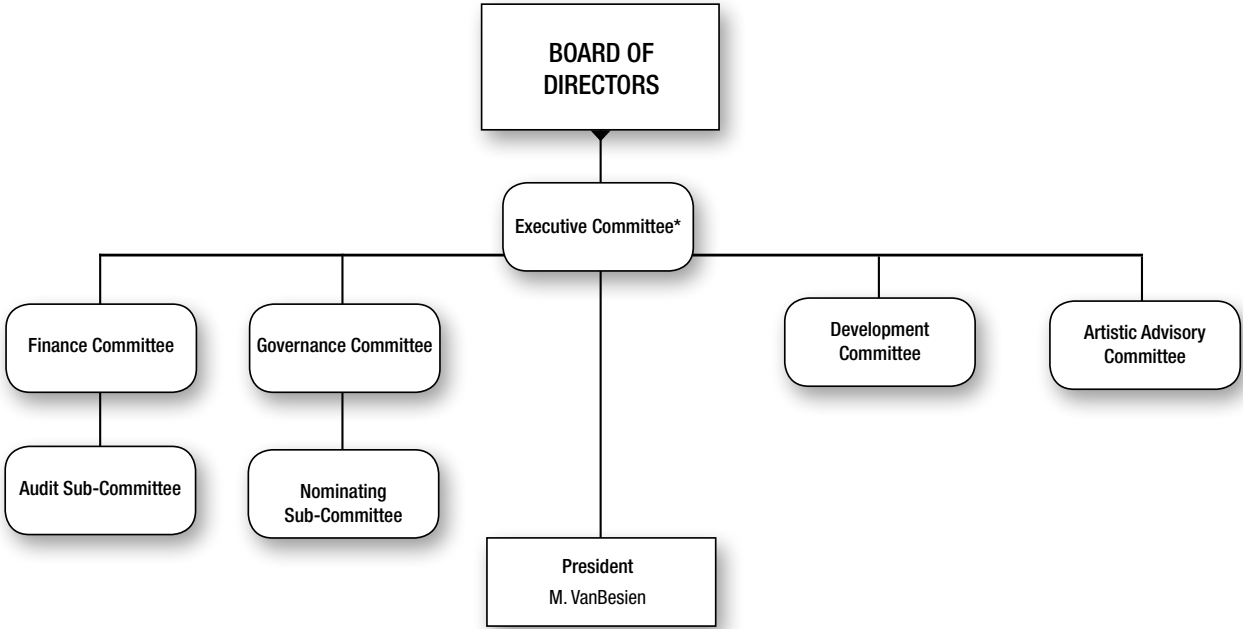 BOARD OF
DIRECTORS
Executive Committee*
Finance Committee
Governance Committee
Development
Committee
Artistic Advisory
Committee
Audit Sub-Committee
Nominating
Sub-Committee
President
M. VanBesien